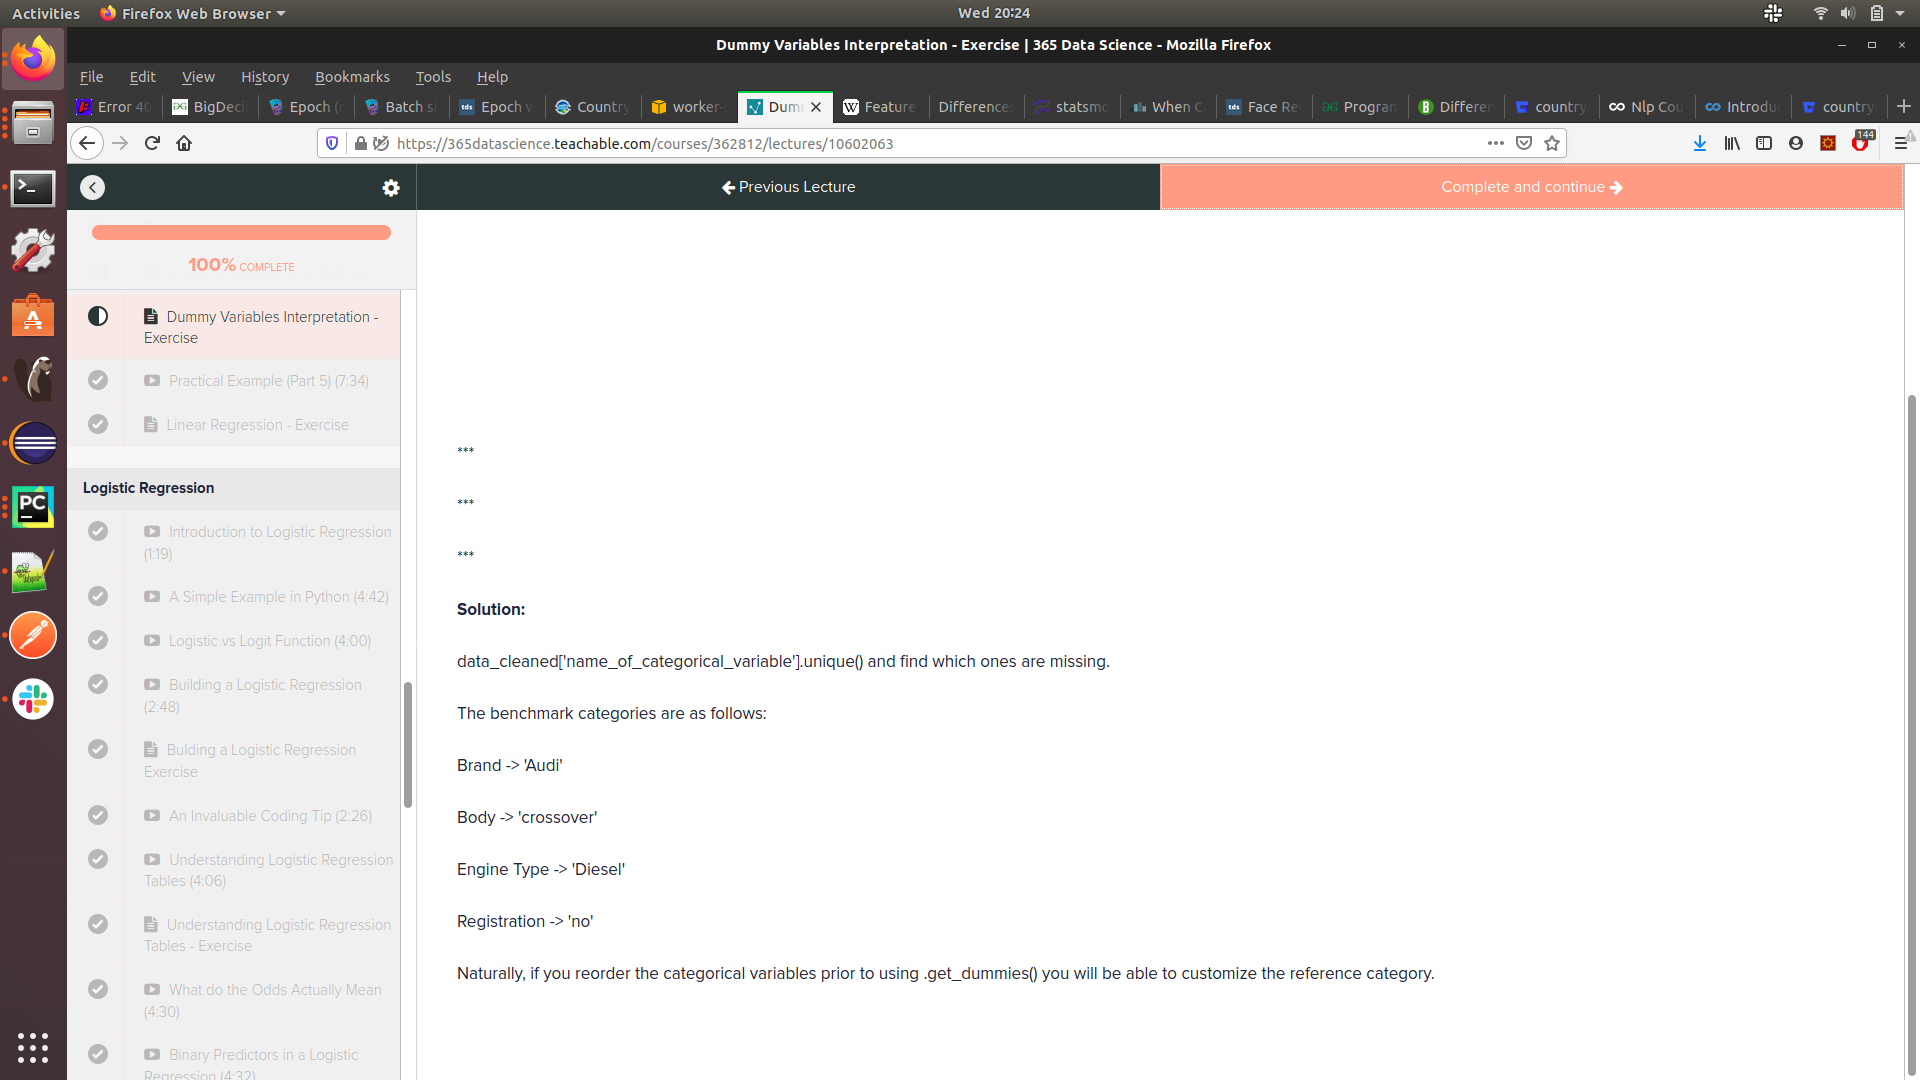 Activities
Firefox Web Browser
Wed 20:24
Dummy Variables Interpretation - Exercise | 365 Data Science - Mozilla Firefox
File Edit View History Bookmarks Tools Help
Error 40
BigDeci
Epoch (
Batch si
tds Epoch v
Country
worker-
Dum
W Feature
Difference
statsmo
When C
tds Face Re
Progran
B Differen
country
Nlp Cou
Introdu
country
https://365datascience.teachable.com/courses/362812/lectures/10602063
144
Previous Lecture
Complete and continue
100% COMPLETE
Dummy Variables Interpretation -
Exercise
Practical Example (Part 5) (7:34)
Linear Regression - Exercise
Logistic Regression
Introduction to Logistic Regression
(1:19)
A Simple Example in Python (4:42)
Logistic vs Logit Function (4:00)
Building a Logistic Regression
(2:48)
Bulding a Logistic Regression
Exercise
An Invaluable Coding Tip (2:26)
Understanding Logistic Regression
Tables (4:06)
Understanding Logistic Regression
Tables - Exercise
What do the Odds Actually Mean
(4:30)
Binary Predictors in a Logistic
Regression (4:32)
***
***
***
Solution:
data_cleaned['name_of_categorical_variable'].unique() and find which ones are missing.
The benchmark categories are as follows:
Brand -> 'Audi'
Body -> 'crossover'
Engine Type -> 'Diesel'
Registration -> 'no'
Naturally, if you reorder the categorical variables prior to using .get_dummies() you will be able to customize the reference category.
PC